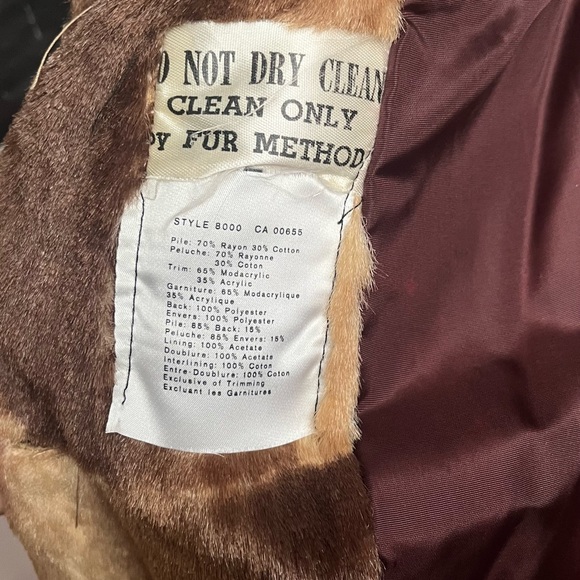 O NOT DRY CLEAN
CLEAN ONLY
BY FUR METHOD
STYLE 8000 CA 00655
Pile: 70% Rayon 30% Cotton
Peluche: 70% Rayonne
30% Coton
Trim: 65% Modacrylic
35% Acrylic
Garniture: 65% Modacrylique
35% Acrylique
Back: 100% Polyester
Envers: 100% Polyester
Pile: 85% Back: 15%
Peluche: 85% Envers: 15%
Lining: 100% Acetate
Doublure: 100% Acetate
Interlining: 100% Coton
Entre-Doublure: 100% Coton
Exclusive of Trimming
Excluant les Garnitures